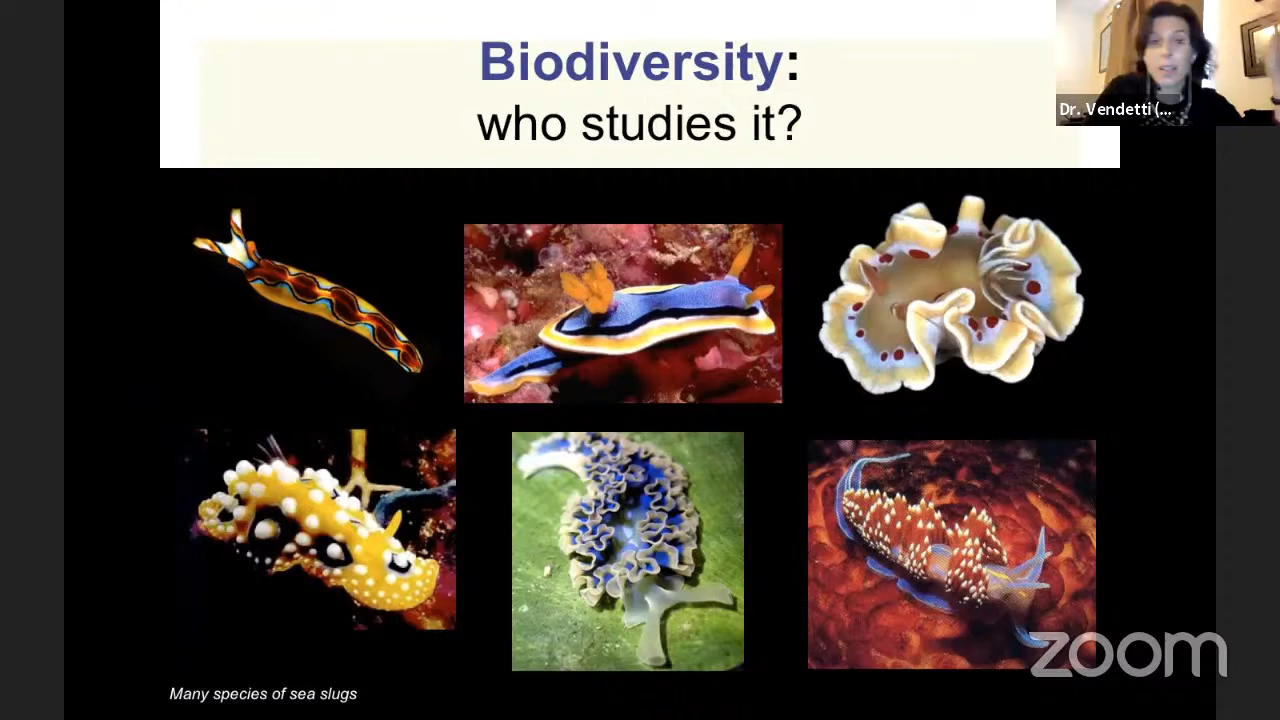 Biodiversity:
who studies it?
Dr. Vendetti (...
Many species of sea slugs
zoom